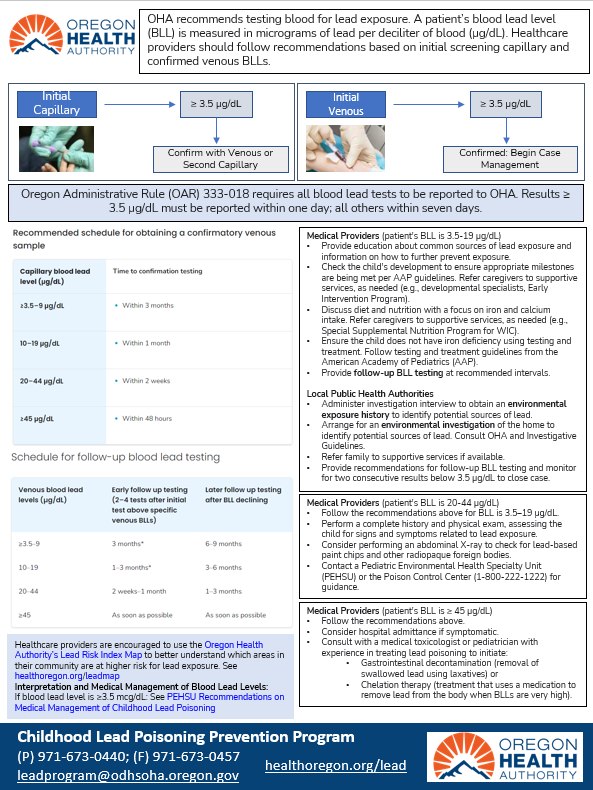 OREGON
HEALTH
AUTHORITY
OHA recommends testing blood for lead exposure. A patient's blood lead level
(BLL) is measured in micrograms of lead per deciliter of blood (µg/dL). Healthcare
providers should follow recommendations based on initial screening capillary and
confirmed venous BLLs.
Initial
Capillary
≥ 3.5 µg/dL
Confirm with Venous or
Second Capillary
Initial
Venous
≥ 3.5 µg/dL
Confirmed: Begin Case
Management
Oregon Administrative Rule (OAR) 333-018 requires all blood lead tests to be reported to OHA. Results ≥
3.5 µg/dL must be reported within one day; all others within seven days.
Recommended schedule for obtaining a confirmatory venous
sample
Capillary blood lead
level (µg/dL)
Time to confirmation testing
≥3.5–9 µg/dL
• Within 3 months
10–19 µg/dL
• Within 1 month
20–44 µg/dL
• Within 2 weeks
≥45 µg/dL
• Within 48 hours
Schedule for follow-up blood lead testing
Venous blood lead
levels (µg/dL)
Early follow up testing
(2–4 tests after initial
test above specific
venous BLLs)
Later follow up testing
after BLL declining
≥3.5-9
3 months*
6–9 months
10–19
1–3 months*
3–6 months
20–44
2 weeks–1 month
1–3 months
≥45
As soon as possible
As soon as possible
Healthcare providers are encouraged to use the Oregon Health
Authority's Lead Risk Index Map to better understand which areas in
their community are at higher risk for lead exposure. See
healthoregon.org/leadmap
Interpretation and Medical Management of Blood Lead Levels:
If blood lead level is ≥3.5 mcg/dL: See PEHSU Recommendations on
Medical Management of Childhood Lead Poisoning
Medical Providers (patient's BLL is 3.5-19 µg/dL)
• Provide education about common sources of lead exposure and
information on how to further prevent exposure.
• Check the child's development to ensure appropriate milestones
are being met per AAP guidelines. Refer caregivers to supportive
services, as needed (e.g., developmental specialists, Early
Intervention Program).
• Discuss diet and nutrition with a focus on iron and calcium
intake. Refer caregivers to supportive services, as needed (e.g.,
Special Supplemental Nutrition Program for WIC).
• Ensure the child does not have iron deficiency using testing and
treatment. Follow testing and treatment guidelines from the
American Academy of Pediatrics (AAP).
• Provide follow-up BLL testing at recommended intervals.
Local Public Health Authorities
• Administer investigation interview to obtain an environmental
exposure history to identify potential sources of lead.
• Arrange for an environmental investigation of the home to
identify potential sources of lead. Consult OHA and Investigative
Guidelines.
• Refer family to supportive services if available.
• Provide recommendations for follow-up BLL testing and monitor
for two consecutive results below 3.5 µg/dL to close case.
Medical Providers (patient's BLL is 20-44 µg/dL)
• Follow the recommendations above for BLL is 3.5–19 µg/dL.
• Perform a complete history and physical exam, assessing the
child for signs and symptoms related to lead exposure.
• Consider performing an abdominal X-ray to check for lead-based
paint chips and other radiopaque foreign bodies.
• Contact a Pediatric Environmental Health Specialty Unit
(PEHSU) or the Poison Control Center (1-800-222-1222) for
guidance.
Medical Providers (patient's BLL is ≥ 45 µg/dL)
• Follow the recommendations above.
• Consider hospital admittance if symptomatic.
• Consult with a medical toxicologist or pediatrician with
experience in treating lead poisoning to initiate:
• Gastrointestinal decontamination (removal of
swallowed lead using laxatives) or
• Chelation therapy (treatment that uses a medication to
remove lead from the body when BLLs are very high).
Childhood Lead Poisoning Prevention Program
(P) 971-673-0440; (F) 971-673-0457
leadprogram@odhsoha.oregon.gov
healthoregon.org/lead
OREGON
HEALTH
AUTHORITY